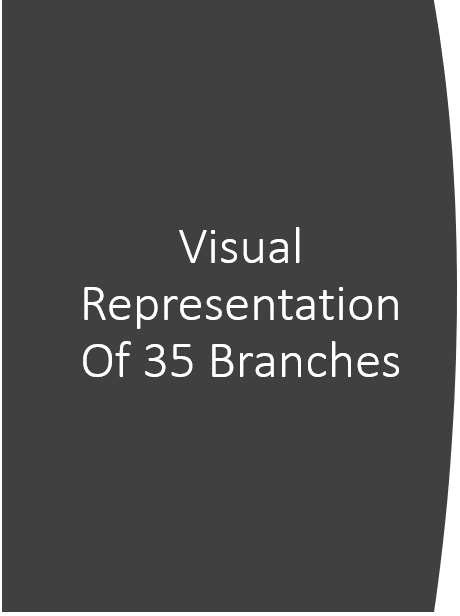 Visual
Representation
Of 35 Branches